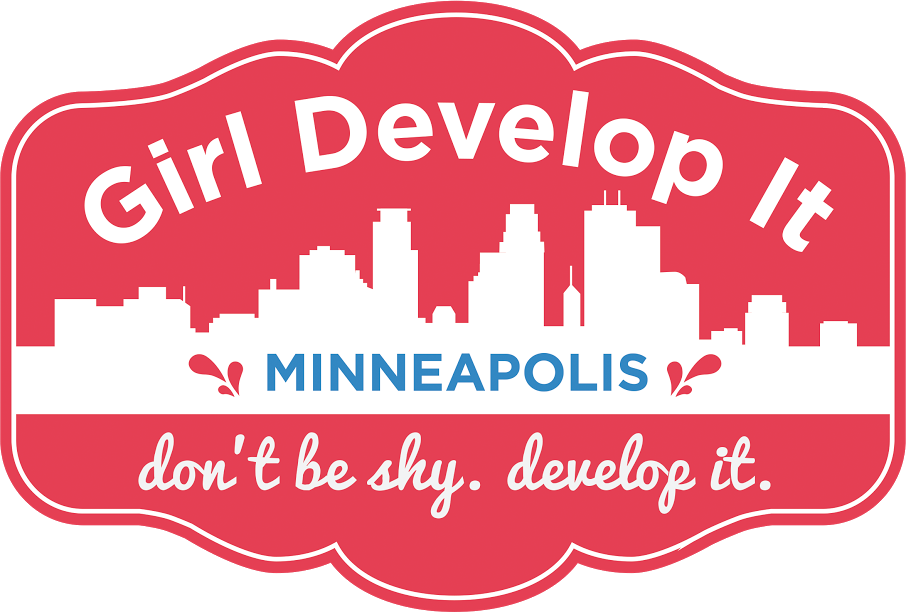 Girl Develop It
MINNEAPOLIS
don't be shy. develop it.